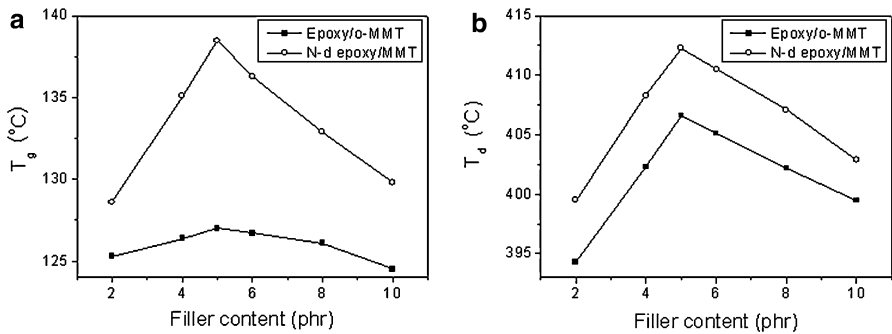 a
140
135
130
125
T_g (°C)
Epoxy/o-MMT
N-d epoxy/MMT
2 4 6 8 10
Filler content (phr)
b
415
410
405
400
395
T_d (°C)
Epoxy/o-MMT
N-d epoxy/MMT
2 4 6 8 10
Filler content (phr)